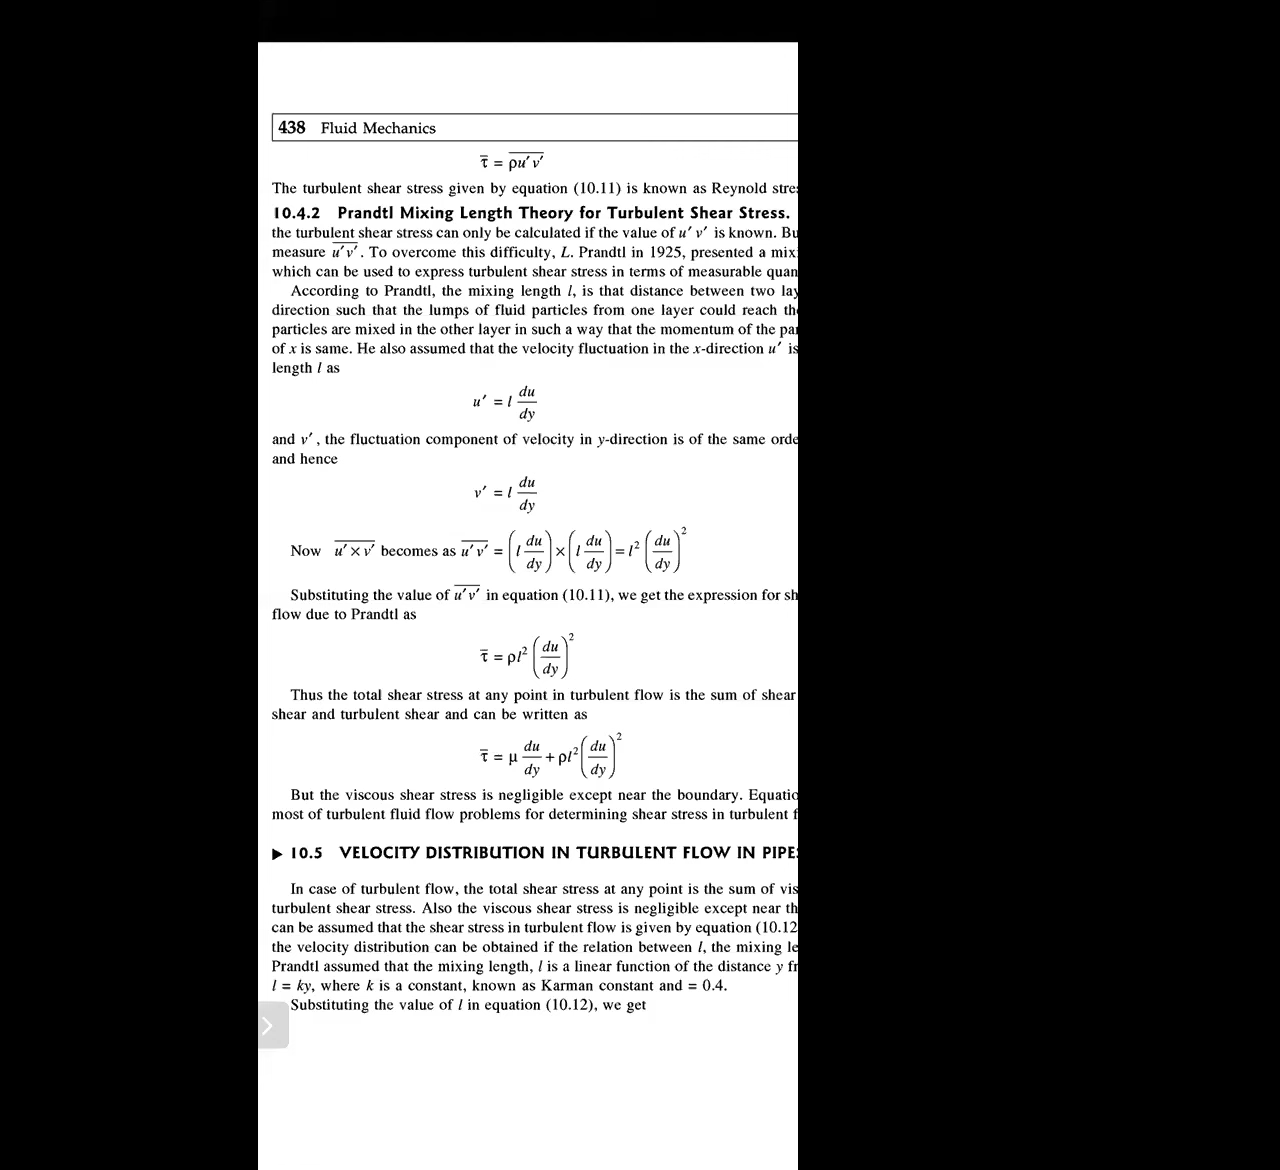 438 Fluid Mechanics
τ̄ = ρu′v′
The turbulent shear stress given by equation (10.11) is known as Reynold
10.4.2 Prandtl Mixing Length Theory for Turbulent Shear Stress.
the turbulent shear stress can only be calculated if the value of u′ v′ is known.
measure u′v′. To overcome this difficulty, L. Prandtl in 1925, presented a
which can be used to express turbulent shear stress in terms of measurable
According to Prandtl, the mixing length l, is that distance between two
direction such that the lumps of fluid particles from one layer could reach
particles are mixed in the other layer in such a way that the momentum of the
of x is same. He also assumed that the velocity fluctuation in the x-direction u′ is
length l as
u′ = l du/dy
and v′, the fluctuation component of velocity in y-direction is of the same
and hence
v′ = l du/dy
Now u′ × v′ becomes as u′v′ = (l du/dy) × (l du/dy) = l² (du/dy)²
Substituting the value of u′v′ in equation (10.11), we get the expression for
flow due to Prandtl as
τ̄ = ρl² (du/dy)²
Thus the total shear stress at any point in turbulent flow is the sum of shear
shear and turbulent shear and can be written as
τ̄ = μ du/dy + ρl² (du/dy)²
But the viscous shear stress is negligible except near the boundary.
most of turbulent fluid flow problems for determining shear stress in turbulent
▶ 10.5 VELOCITY DISTRIBUTION IN TURBULENT FLOW IN
In case of turbulent flow, the total shear stress at any point is the sum of
turbulent shear stress. Also the viscous shear stress is negligible except near
can be assumed that the shear stress in turbulent flow is given by equation (10.12
the velocity distribution can be obtained if the relation between l, the mixing
Prandtl assumed that the mixing length, l is a linear function of the distance y
l = ky, where k is a constant, known as Karman constant and = 0.4.
Substituting the value of l in equation (10.12), we get